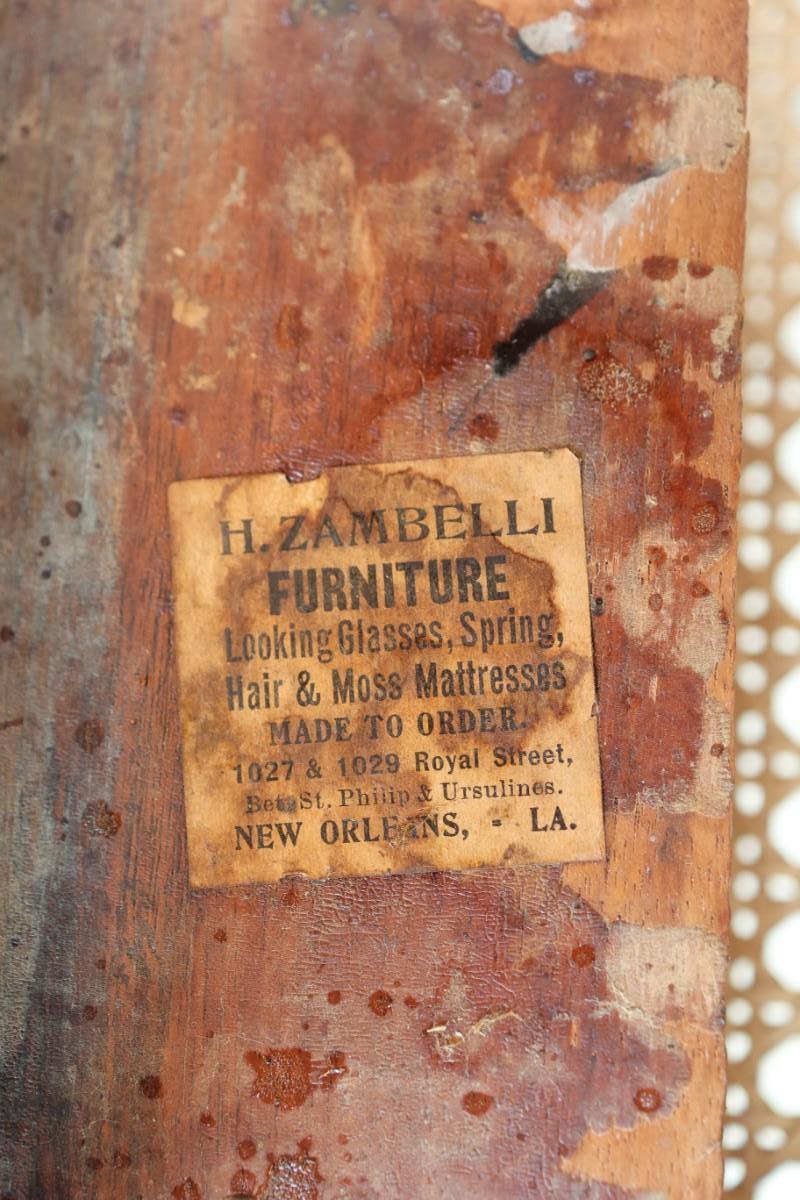 H. ZAMBELLI
FURNITURE
Looking Glasses, Spring,
Hair & Moss Mattresses
MADE TO ORDER.
1027 & 1029 Royal Street,
Bet. St. Philip & Ursulines.
NEW ORLEANS, - LA.